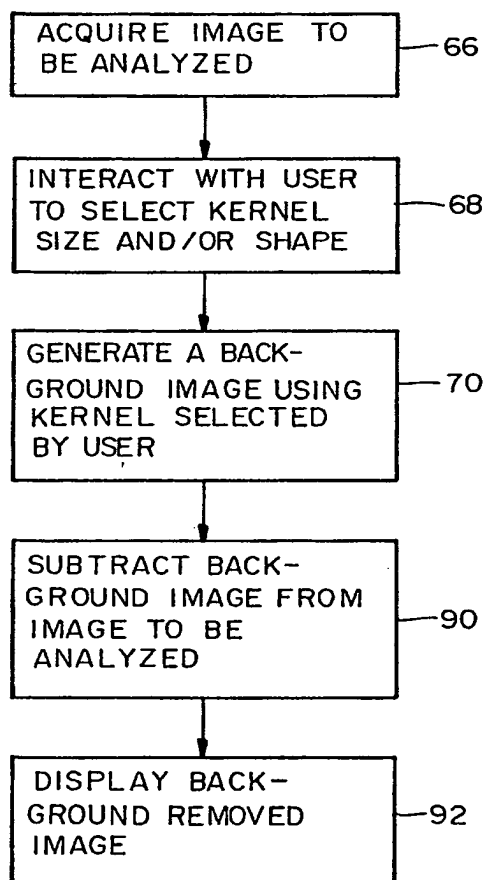 ACQUIRE IMAGE TO
BE ANALYZED
66
INTERACT WITH USER
TO SELECT KERNEL
SIZE AND/OR SHAPE
68
GENERATE A BACK-
GROUND IMAGE USING
KERNEL SELECTED
BY USER
70
SUBTRACT BACK-
GROUND IMAGE FROM
IMAGE TO BE
ANALYZED
90
DISPLAY BACK-
GROUND REMOVED
IMAGE
92